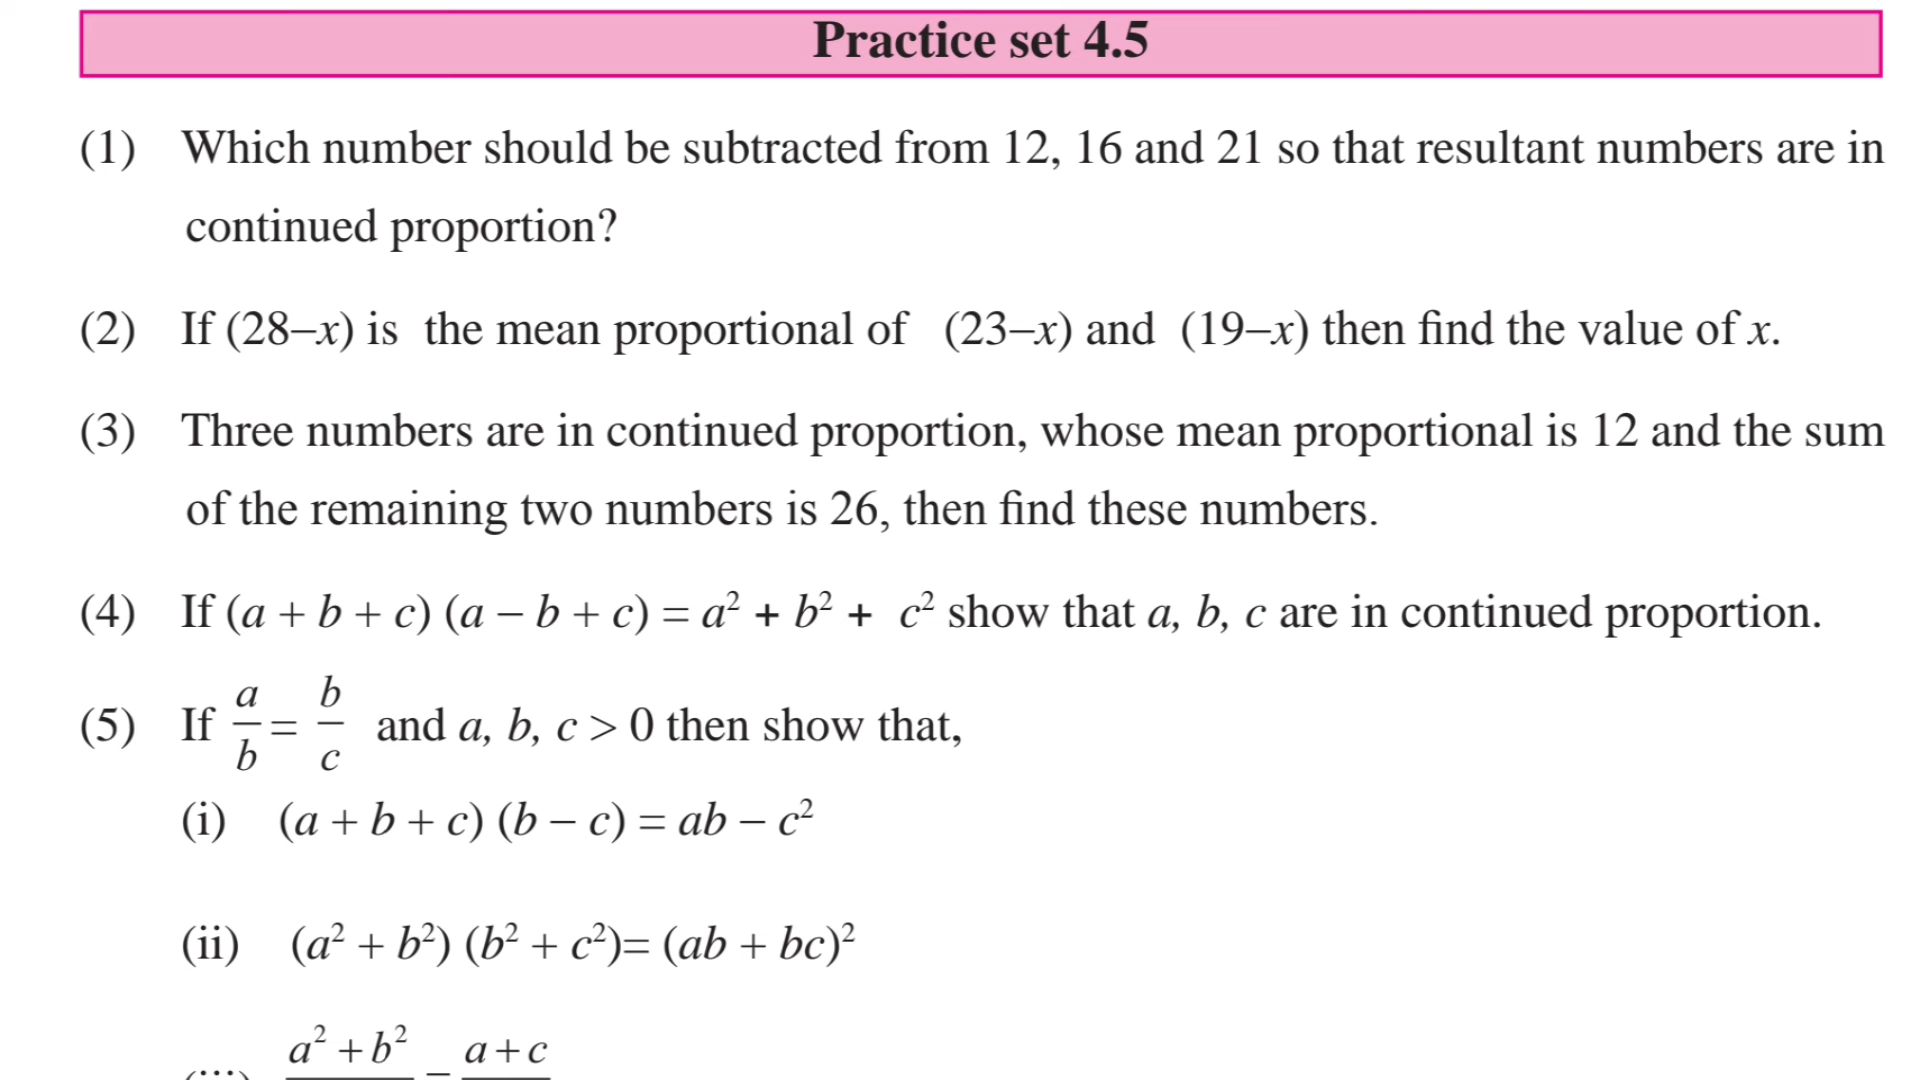 Practice set 4.5
(1) Which number should be subtracted from 12, 16 and 21 so that resultant numbers are in
continued proportion?
(2) If (28–x) is the mean proportional of (23–x) and (19–x) then find the value of x.
(3) Three numbers are in continued proportion, whose mean proportional is 12 and the sum
of the remaining two numbers is 26, then find these numbers.
(4) If (a + b + c) (a – b + c) = a² + b² + c² show that a, b, c are in continued proportion.
(5) If a/b = b/c and a, b, c > 0 then show that,
(i) (a + b + c) (b – c) = ab – c²
(ii) (a² + b²) (b² + c²)= (ab + bc)²
a² + b² a + c